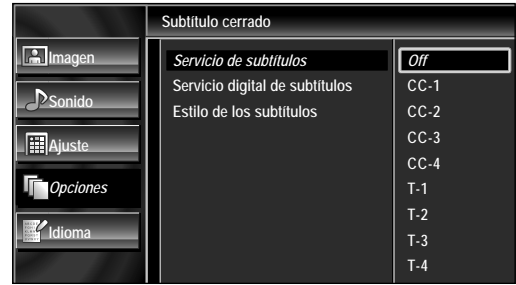 Subtítulo cerrado
Imagen
Sonido
Ajuste
Opciones
Idioma
Servicio de subtítulos
Servicio digital de subtítulos
Estilo de los subtítulos
Off
CC-1
CC-2
CC-3
CC-4
T-1
T-2
T-3
T-4